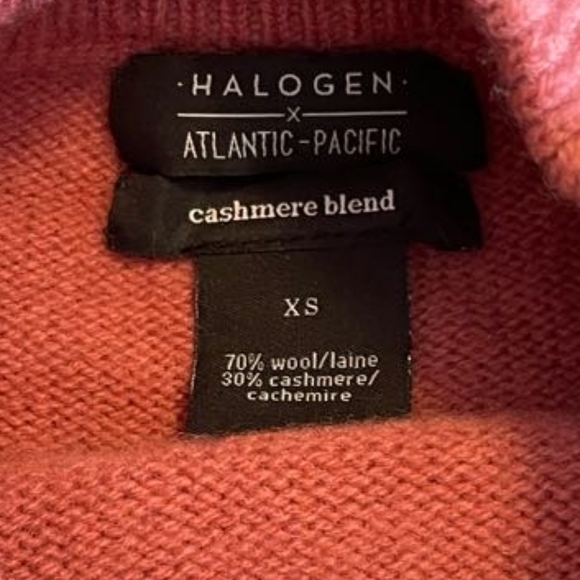 ·HALOGEN·
x
ATLANTIC-PACIFIC
cashmere blend
XS
70% wool/laine
30% cashmere/
cachemire